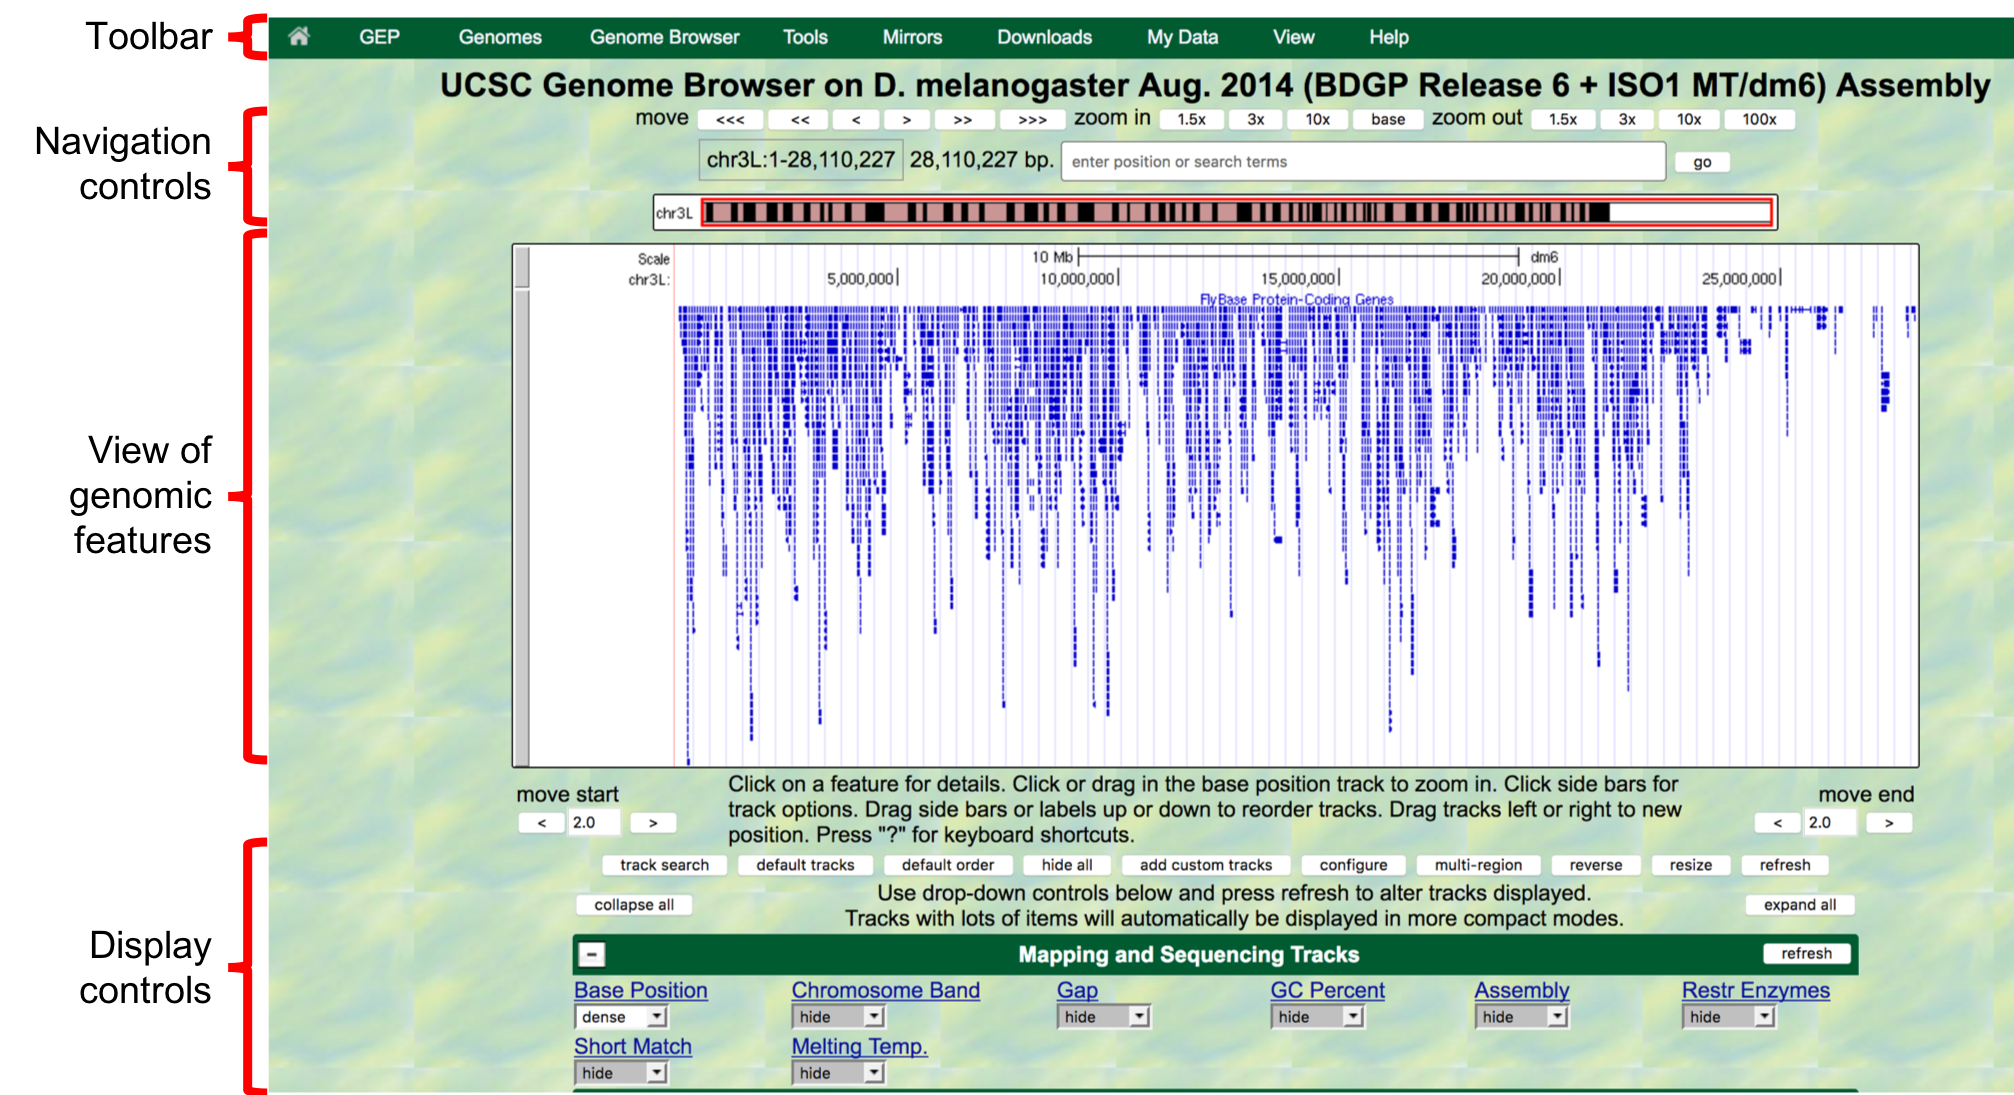 Toolbar
GEP Genomes Genome Browser Tools Mirrors Downloads My Data View Help
UCSC Genome Browser on D. melanogaster Aug. 2014 (BDGP Release 6 + ISO1 MT/dm6) Assembly
Navigation
controls
move <<< << < > >> >>> zoom in 1.5x 3x 10x base zoom out 1.5x 3x 10x 100x
chr3L:1-28,110,227 28,110,227 bp. enter position or search terms go
chr3L
View of
genomic
features
Scale 10 Mb dm6
chr3L: 5,000,000 10,000,000 15,000,000 20,000,000 25,000,000
FlyBase Protein-Coding Genes
move start
< 2.0 >
Click on a feature for details. Click or drag in the base position track to zoom in. Click side bars for
track options. Drag side bars or labels up or down to reorder tracks. Drag tracks left or right to new
position. Press "?" for keyboard shortcuts.
move end
< 2.0 >
Display
controls
track search default tracks default order hide all add custom tracks configure multi-region reverse resize refresh
collapse all
Use drop-down controls below and press refresh to alter tracks displayed.
Tracks with lots of items will automatically be displayed in more compact modes.
expand all
- Mapping and Sequencing Tracks refresh
Base Position Chromosome Band Gap GC Percent Assembly Restr Enzymes
dense hide hide hide hide hide
Short Match Melting Temp.
hide hide